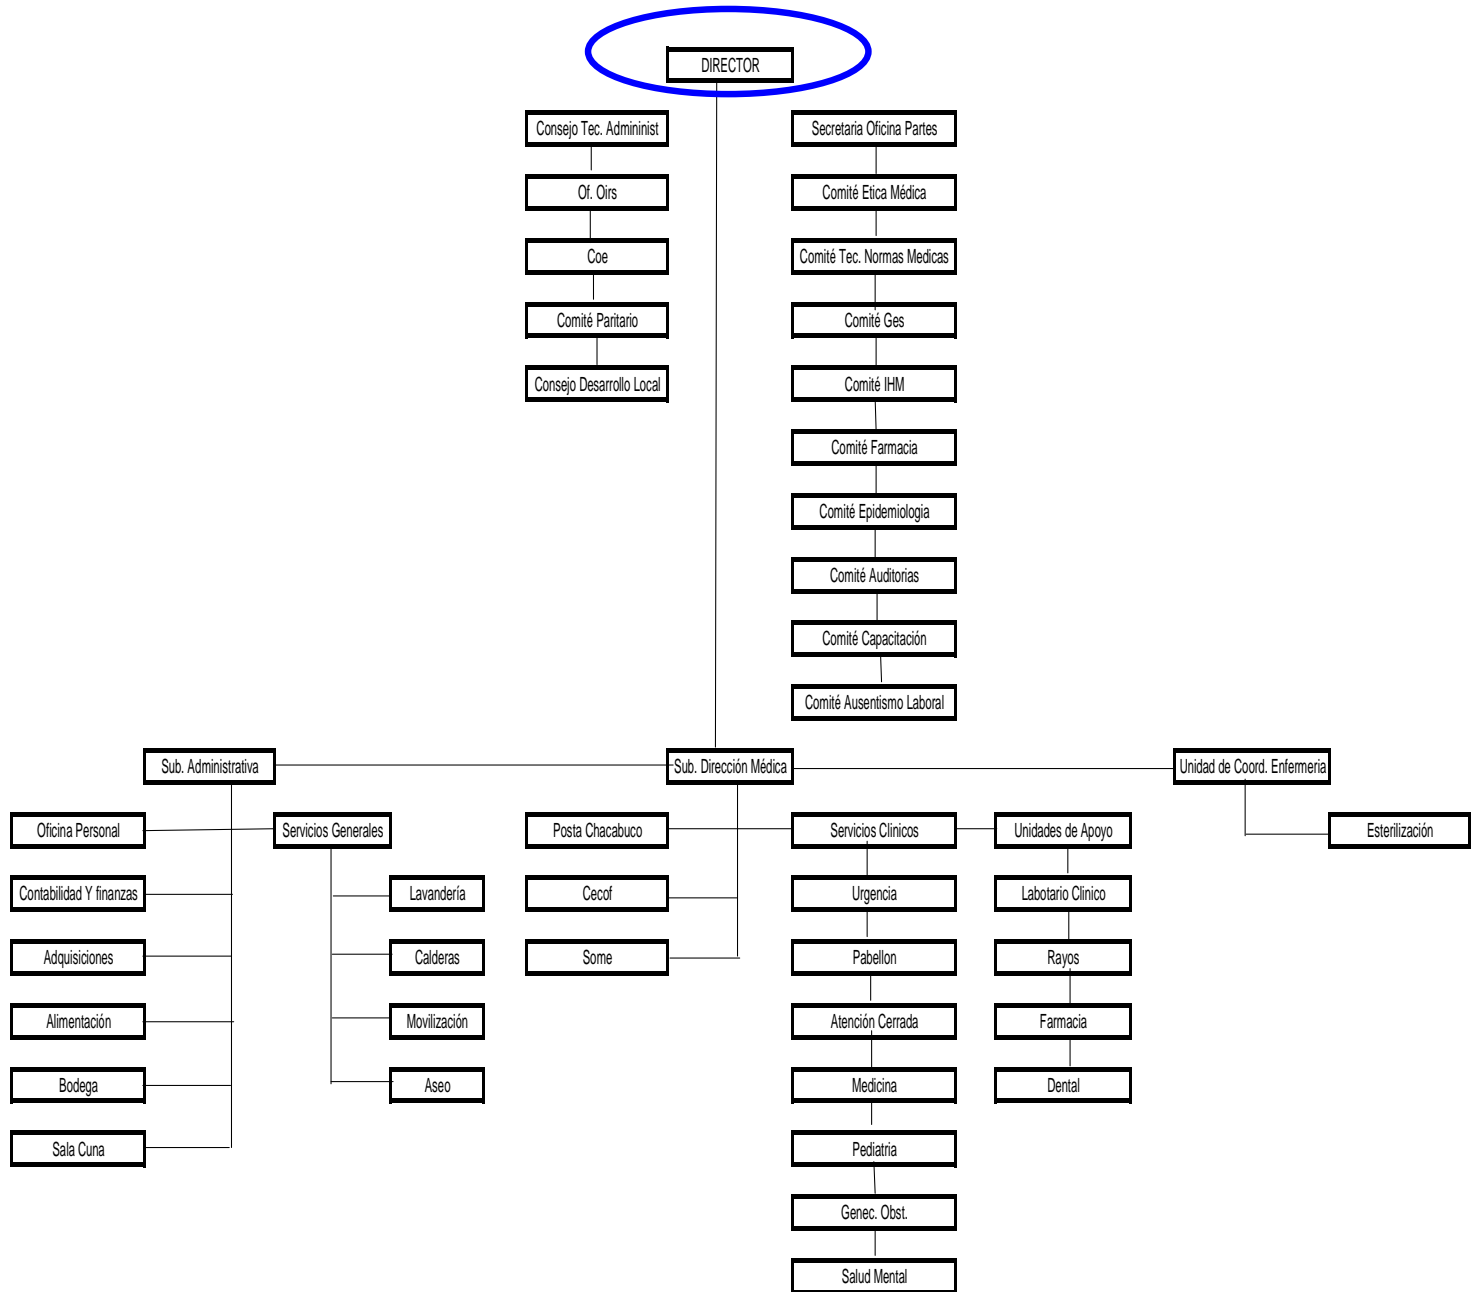 DIRECTOR
Consejo Tec. Admininist
Secretaria Oficina Partes
Of. Oirs
Comité Etica Médica
Coe
Comité Tec. Normas Medicas
Comité Paritario
Comité Ges
Consejo Desarrollo Local
Comité IHM
Comité Farmacia
Comité Epidemiologia
Comité Auditorias
Comité Capacitación
Comité Ausentismo Laboral
Sub. Administrativa
Sub. Dirección Médica
Unidad de Coord. Enfermeria
Oficina Personal
Servicios Generales
Posta Chacabuco
Servicios Clinicos
Unidades de Apoyo
Esterilización
Contabilidad Y finanzas
Lavandería
Cecof
Urgencia
Labotario Clinico
Adquisiciones
Calderas
Some
Pabellon
Rayos
Alimentación
Movilización
Atención Cerrada
Farmacia
Bodega
Aseo
Medicina
Dental
Sala Cuna
Pediatria
Genec. Obst.
Salud Mental